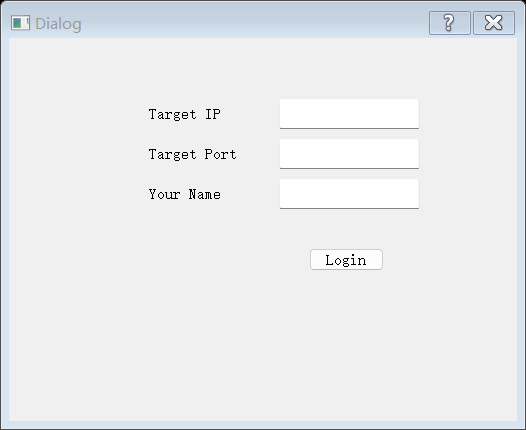 Dialog
Target IP
Target Port
Your Name
Login